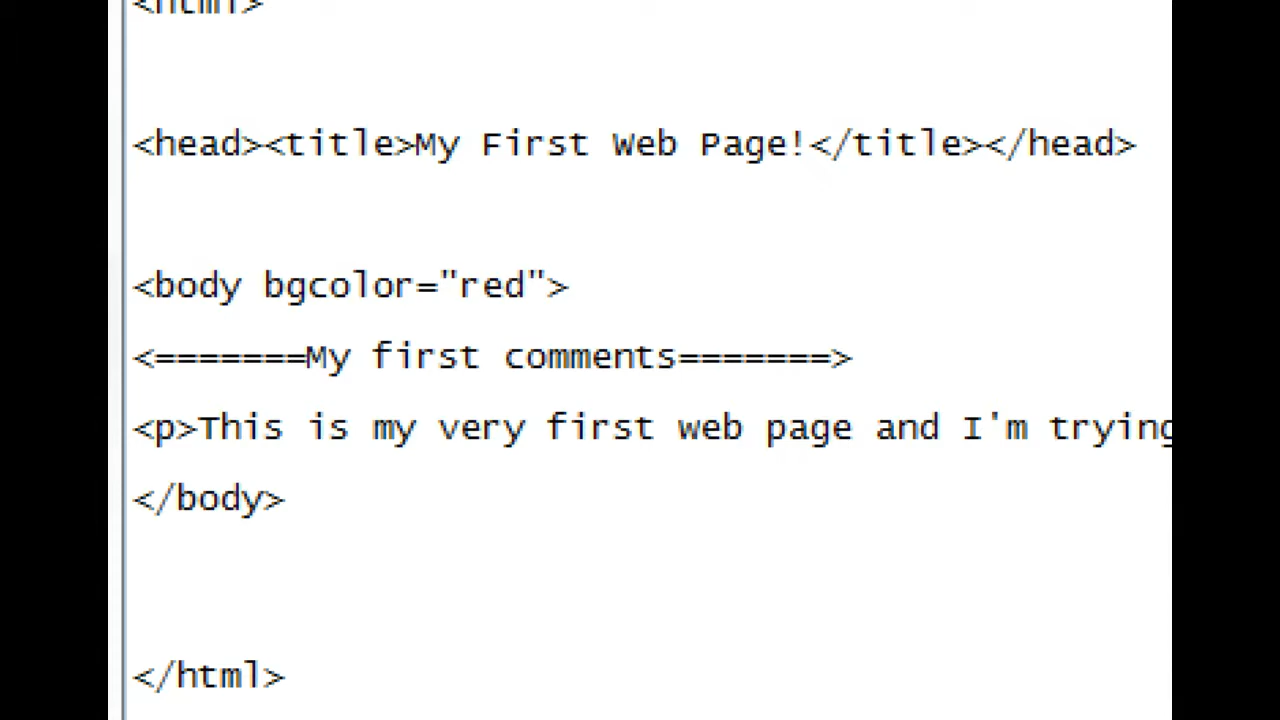 <html>
<head><title>My First Web Page!</title></head>
<body bgcolor="red">
<=======My first comments=======>
<p>This is my very first web page and I'm trying
</body>
</html>